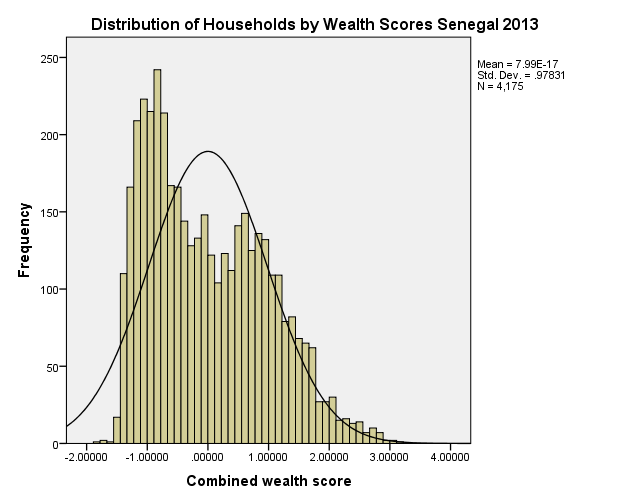 Distribution of Households by Wealth Scores Senegal 2013
Mean = 7.99E-17
Std. Dev. = .97831
N = 4,175
Frequency
250
200
150
100
50
0
-2.00000 -1.00000 .00000 1.00000 2.00000 3.00000 4.00000
Combined wealth score